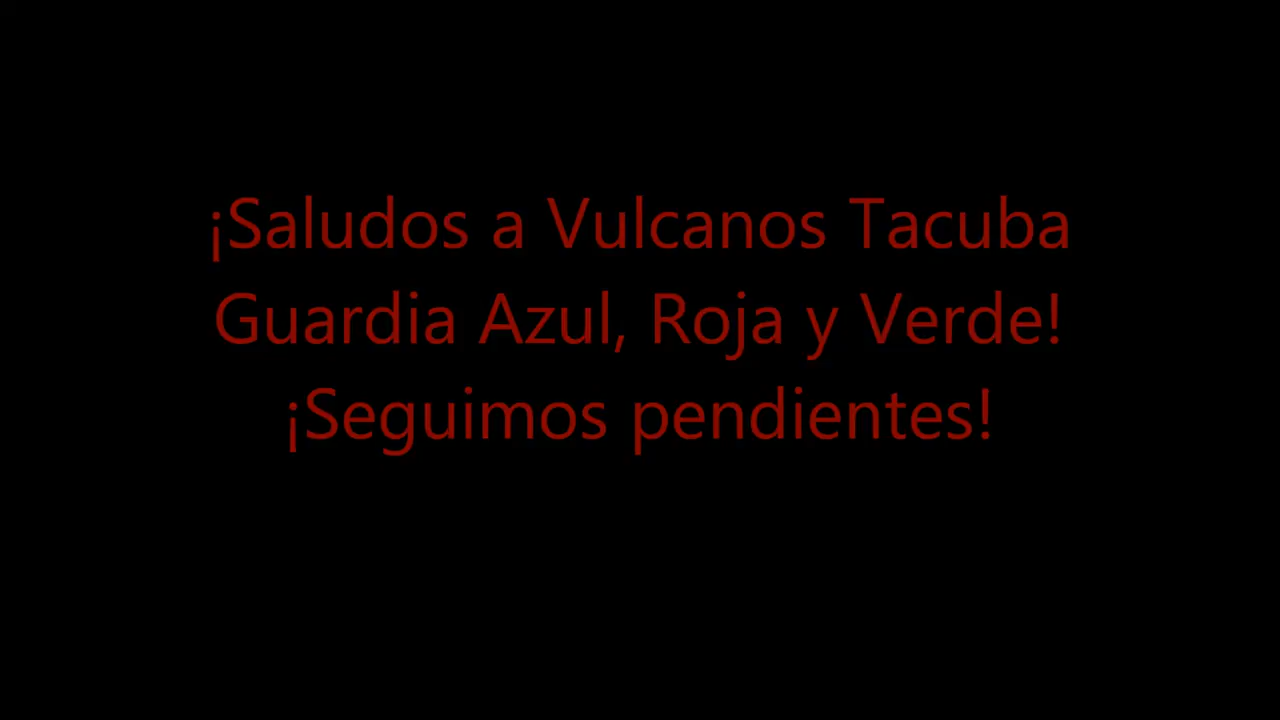 ¡Saludos a Vulcanos Tacuba
Guardia Azul, Roja y Verde!
¡Seguimos pendientes!